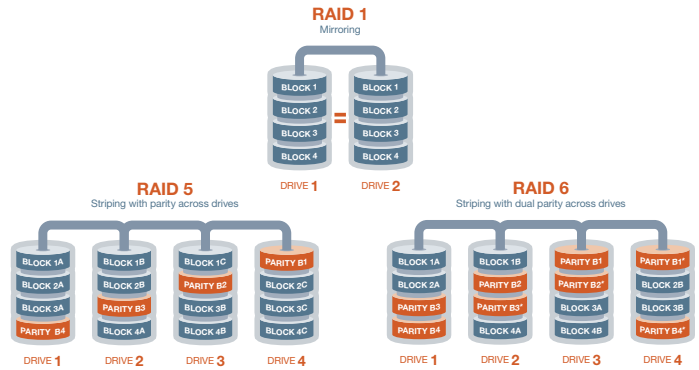 RAID 1
Mirroring
BLOCK 1
BLOCK 2
BLOCK 3
BLOCK 4
=
BLOCK 1
BLOCK 2
BLOCK 3
BLOCK 4
DRIVE 1
DRIVE 2
RAID 5
Striping with parity across drives
BLOCK 1A
BLOCK 2A
BLOCK 3A
PARITY B4
BLOCK 1B
BLOCK 2B
PARITY B3
BLOCK 4A
BLOCK 1C
PARITY B2
BLOCK 3B
BLOCK 4B
PARITY B1
BLOCK 2C
BLOCK 3C
BLOCK 4C
DRIVE 1
DRIVE 2
DRIVE 3
DRIVE 4
RAID 6
Striping with dual parity across drives
BLOCK 1A
BLOCK 2A
PARITY B3
PARITY B4
BLOCK 1B
PARITY B2
PARITY B3*
BLOCK 4A
PARITY B1
PARITY B2*
BLOCK 3A
BLOCK 4B
PARITY B1*
BLOCK 2B
BLOCK 3B
PARITY B4*
DRIVE 1
DRIVE 2
DRIVE 3
DRIVE 4